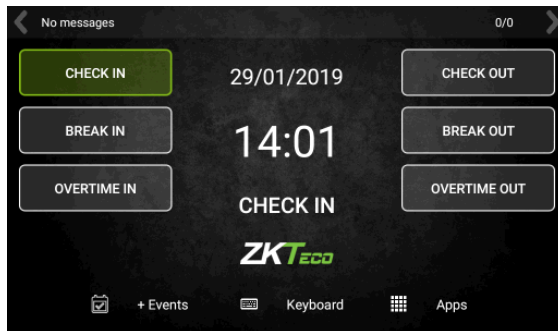 No messages 0/0
CHECK IN 29/01/2019 CHECK OUT
BREAK IN 14:01 BREAK OUT
OVERTIME IN CHECK IN OVERTIME OUT
ZKTECO
+ Events Keyboard Apps